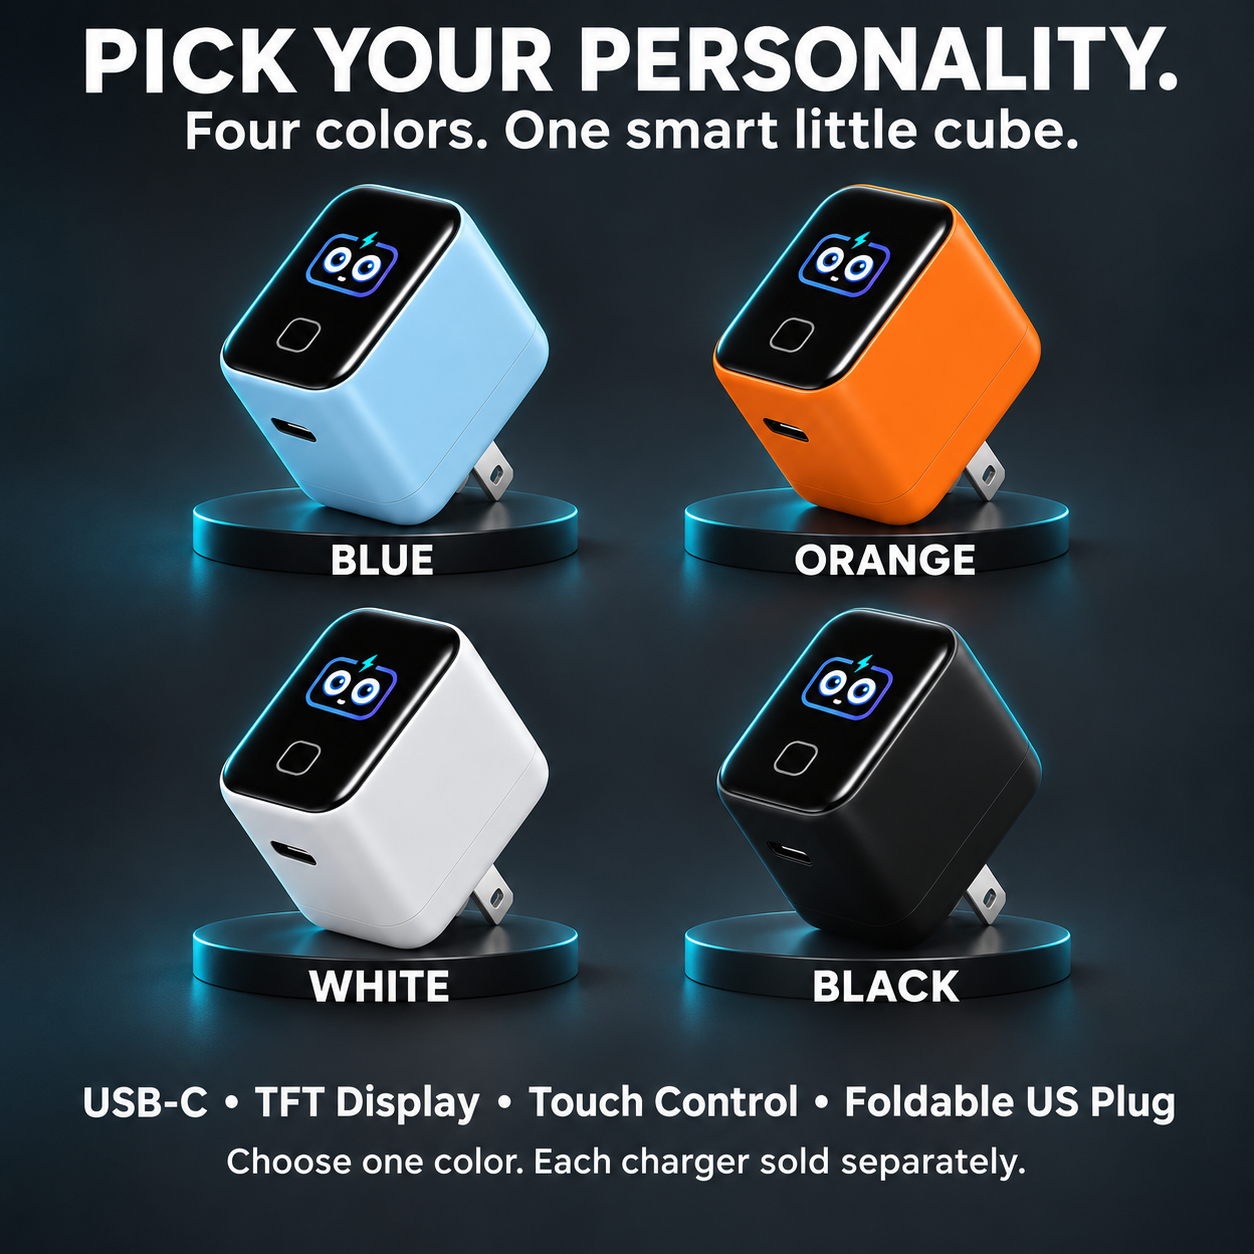 PICK YOUR PERSONALITY.
Four colors. One smart little cube.
BLUE
ORANGE
WHITE
BLACK
USB-C • TFT Display • Touch Control • Foldable US Plug
Choose one color. Each charger sold separately.